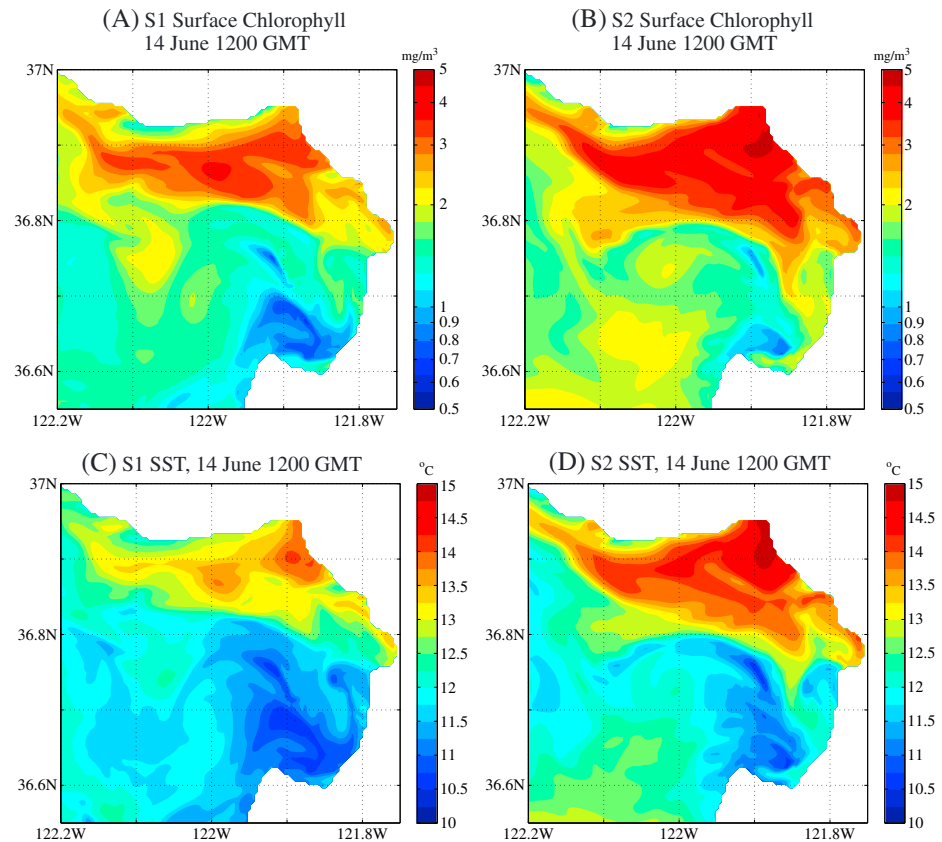 (A) S1 Surface Chlorophyll
14 June 1200 GMT
mg/m³
37N
36.8N
36.6N
122.2W
122W
121.8W
5
4
3
2
1
0.9
0.8
0.7
0.6
0.5
(B) S2 Surface Chlorophyll
14 June 1200 GMT
mg/m³
37N
36.8N
36.6N
122.2W
122W
121.8W
5
4
3
2
1
0.9
0.8
0.7
0.6
0.5
(C) S1 SST, 14 June 1200 GMT
°C
37N
36.8N
36.6N
122.2W
122W
121.8W
15
14.5
14
13.5
13
12.5
12
11.5
11
10.5
10
(D) S2 SST, 14 June 1200 GMT
°C
37N
36.8N
36.6N
122.2W
122W
121.8W
15
14.5
14
13.5
13
12.5
12
11.5
11
10.5
10